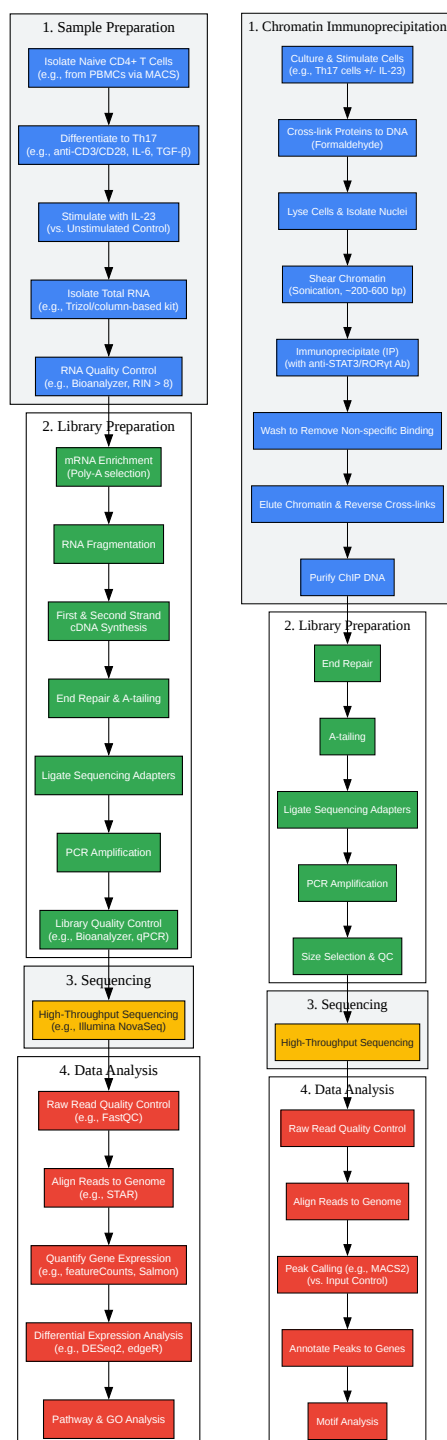 1. Sample Preparation
Isolate Naive CD4+ T Cells
(e.g., from PBMCs via MACS)
Differentiate to Th17
(e.g., anti-CD3/CD28, IL-6, TGF-β)
Stimulate with IL-23
(vs. Unstimulated Control)
Isolate Total RNA
(e.g., Trizol/column-based kit)
RNA Quality Control
(e.g., Bioanalyzer, RIN > 8)
2. Library Preparation
mRNA Enrichment
(Poly-A selection)
RNA Fragmentation
First & Second Strand
cDNA Synthesis
End Repair & A-tailing
Ligate Sequencing Adapters
PCR Amplification
Library Quality Control
(e.g., Bioanalyzer, qPCR)
3. Sequencing
High-Throughput Sequencing
(e.g., Illumina NovaSeq)
4. Data Analysis
Raw Read Quality Control
(e.g., FastQC)
Align Reads to Genome
(e.g., STAR)
Quantify Gene Expression
(e.g., featureCounts, Salmon)
Differential Expression Analysis
(e.g., DESeq2, edgeR)
Pathway & GO Analysis
1. Chromatin Immunoprecipitation
Culture & Stimulate Cells
(e.g., Th17 cells +/- IL-23)
Cross-link Proteins to DNA
(Formaldehyde)
Lyse Cells & Isolate Nuclei
Shear Chromatin
(Sonication, ~200-600 bp)
Immunoprecipitate (IP)
(with anti-STAT3/RORγt Ab)
Wash to Remove Non-specific Binding
Elute Chromatin & Reverse Cross-links
Purify ChIP DNA
2. Library Preparation
End Repair
A-tailing
Ligate Sequencing Adapters
PCR Amplification
Size Selection & QC
3. Sequencing
High-Throughput Sequencing
4. Data Analysis
Raw Read Quality Control
Align Reads to Genome
Peak Calling (e.g., MACS2)
(vs. Input Control)
Annotate Peaks to Genes
Motif Analysis